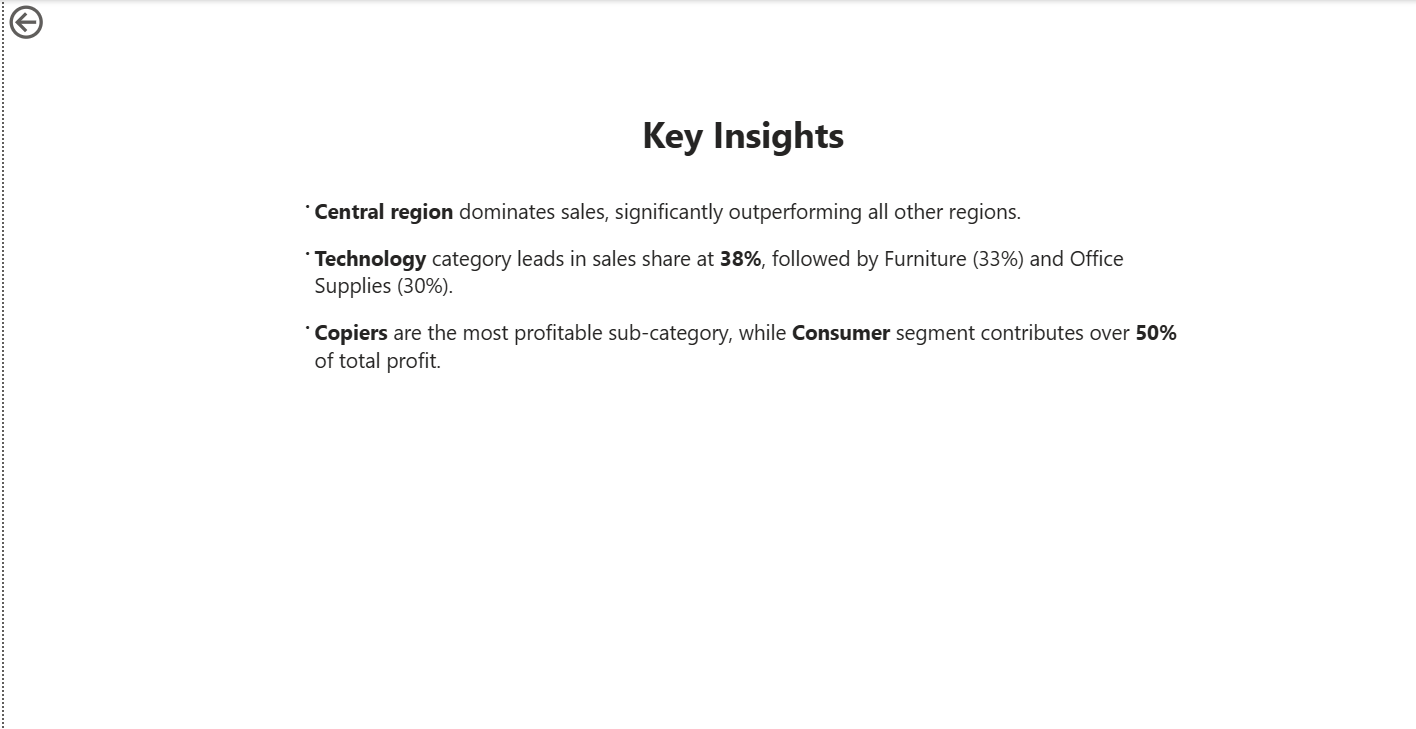 Key Insights
· Central region dominates sales, significantly outperforming all other regions.
· Technology category leads in sales share at 38%, followed by Furniture (33%) and Office
Supplies (30%).
· Copiers are the most profitable sub-category, while Consumer segment contributes over 50%
of total profit.